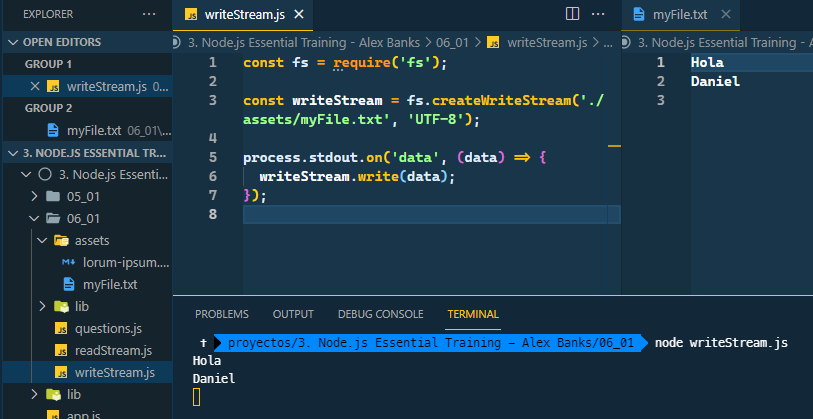 EXPLORER ···
OPEN EDITORS
GROUP 1
writeStream.js 06_01
GROUP 2
myFile.txt 06_01\...
3. NODE.JS ESSENTIAL TR...
3. Node.js Essenti...
05_01
06_01
assets
lorum-ipsum....
myFile.txt
lib
questions.js
readStream.js
writeStream.js
lib
app.js
JS writeStream.js ×
3. Node.js Essential Training - Alex Banks > 06_01 > JS writeStream.js > ...
1 const fs = require('fs');
2
3 const writeStream = fs.createWriteStream('./
assets/myFile.txt', 'UTF-8');
4
5 process.stdout.on('data', (data) => {
6 writeStream.write(data);
7 });
8
myFile.txt ×
3. Node.js Essential Training - A
1 Hola
2 Daniel
3
PROBLEMS OUTPUT DEBUG CONSOLE TERMINAL
↑ proyectos/3. Node.js Essential Training – Alex Banks/06_01 node writeStream.js
Hola
Daniel